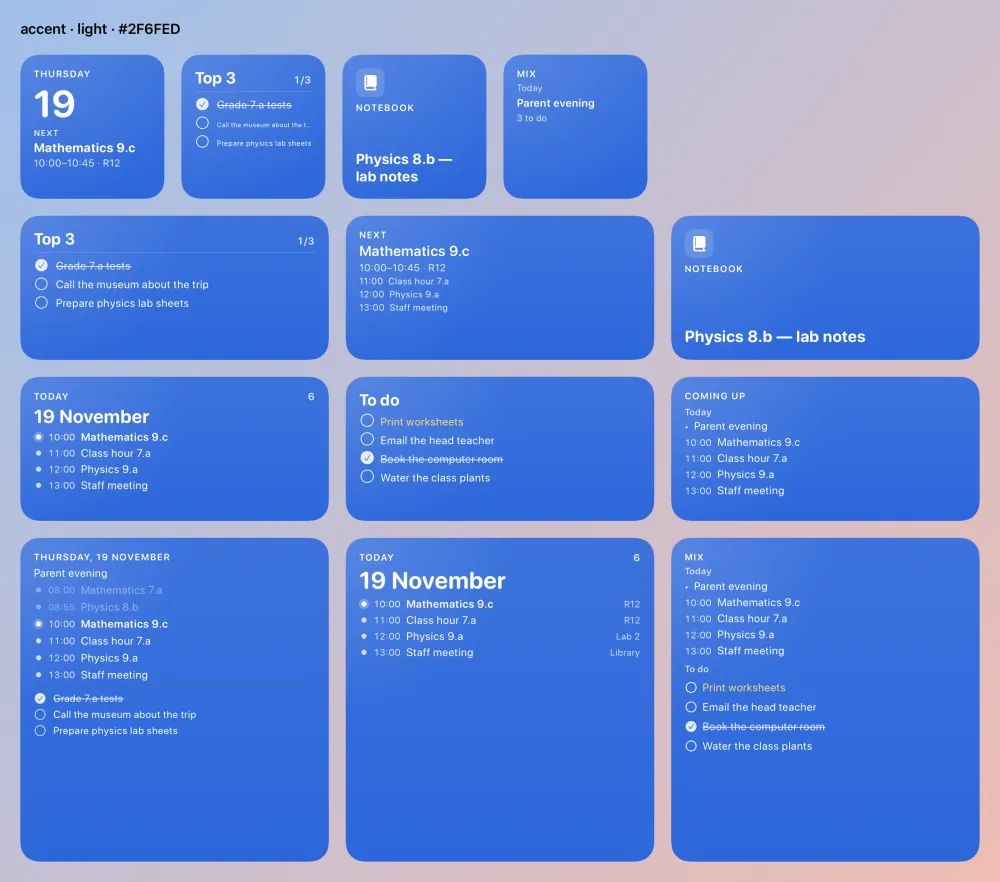 accent · light · #2F6FED
THURSDAY
19
NEXT
Mathematics 9.c
10:00–10:45 · R12
Top 3 1/3
Grade 7.a tests
Call the museum about the t...
Prepare physics lab sheets
NOTEBOOK
Physics 8.b —
lab notes
MIX
Today
Parent evening
3 to do
Top 3 1/3
Grade 7.a tests
Call the museum about the trip
Prepare physics lab sheets
NEXT
Mathematics 9.c
10:00–10:45 · R12
11:00 Class hour 7.a
12:00 Physics 9.a
13:00 Staff meeting
NOTEBOOK
Physics 8.b — lab notes
TODAY 6
19 November
10:00 Mathematics 9.c
11:00 Class hour 7.a
12:00 Physics 9.a
13:00 Staff meeting
To do
Print worksheets
Email the head teacher
Book the computer room
Water the class plants
COMING UP
Today
• Parent evening
10:00 Mathematics 9.c
11:00 Class hour 7.a
12:00 Physics 9.a
13:00 Staff meeting
THURSDAY, 19 NOVEMBER
Parent evening
08:00 Mathematics 7.a
08:55 Physics 8.b
10:00 Mathematics 9.c
11:00 Class hour 7.a
12:00 Physics 9.a
13:00 Staff meeting
Grade 7.a tests
Call the museum about the trip
Prepare physics lab sheets
TODAY 6
19 November
10:00 Mathematics 9.c R12
11:00 Class hour 7.a R12
12:00 Physics 9.a Lab 2
13:00 Staff meeting Library
MIX
Today
• Parent evening
10:00 Mathematics 9.c
11:00 Class hour 7.a
12:00 Physics 9.a
13:00 Staff meeting
To do
Print worksheets
Email the head teacher
Book the computer room
Water the class plants